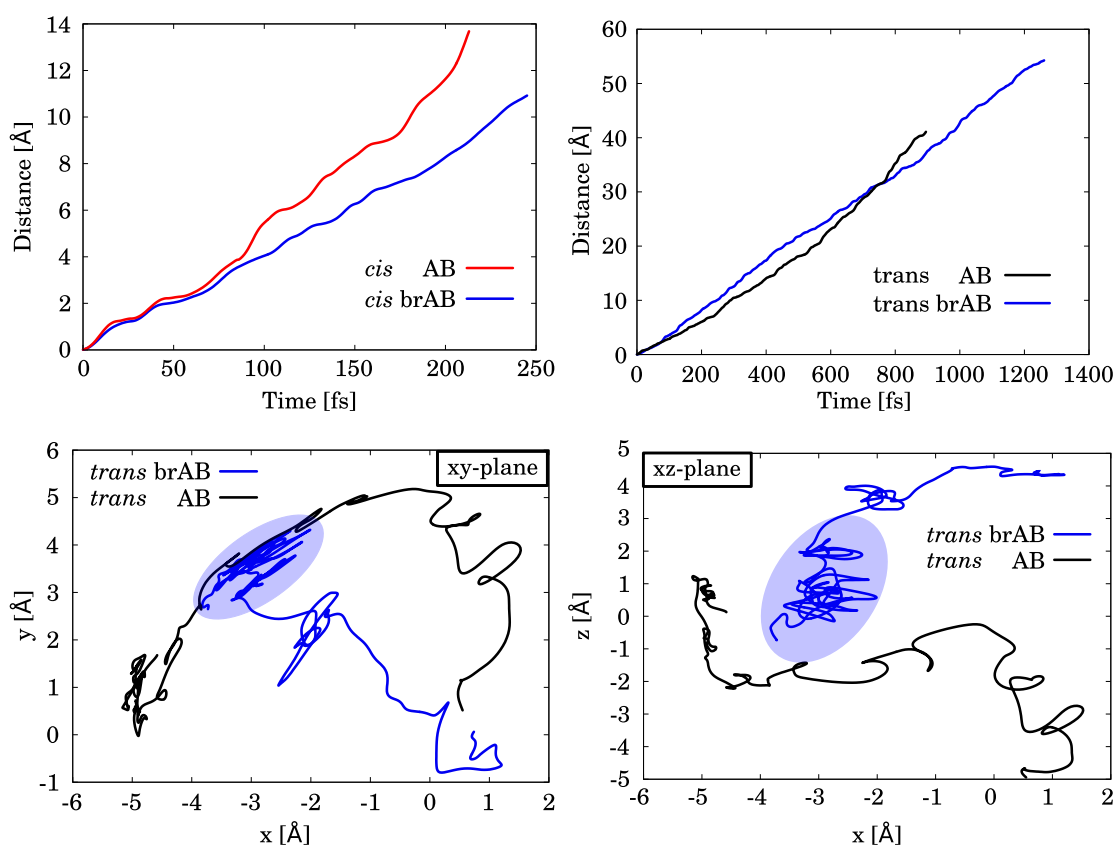 14
12
10
8
6
4
2
0
Distance [Å]
cis AB
cis brAB
0 50 100 150 200 250
Time [fs]
60
50
40
30
20
10
0
Distance [Å]
trans AB
trans brAB
0 200 400 600 800 1000 1200 1400
Time [fs]
6
5
4
3
2
1
0
-1
y [Å]
trans brAB
trans AB
xy-plane
-6 -5 -4 -3 -2 -1 0 1 2
x [Å]
5
4
3
2
1
0
-1
-2
-3
-4
-5
z [Å]
xz-plane
trans brAB
trans AB
-6 -5 -4 -3 -2 -1 0 1 2
x [Å]